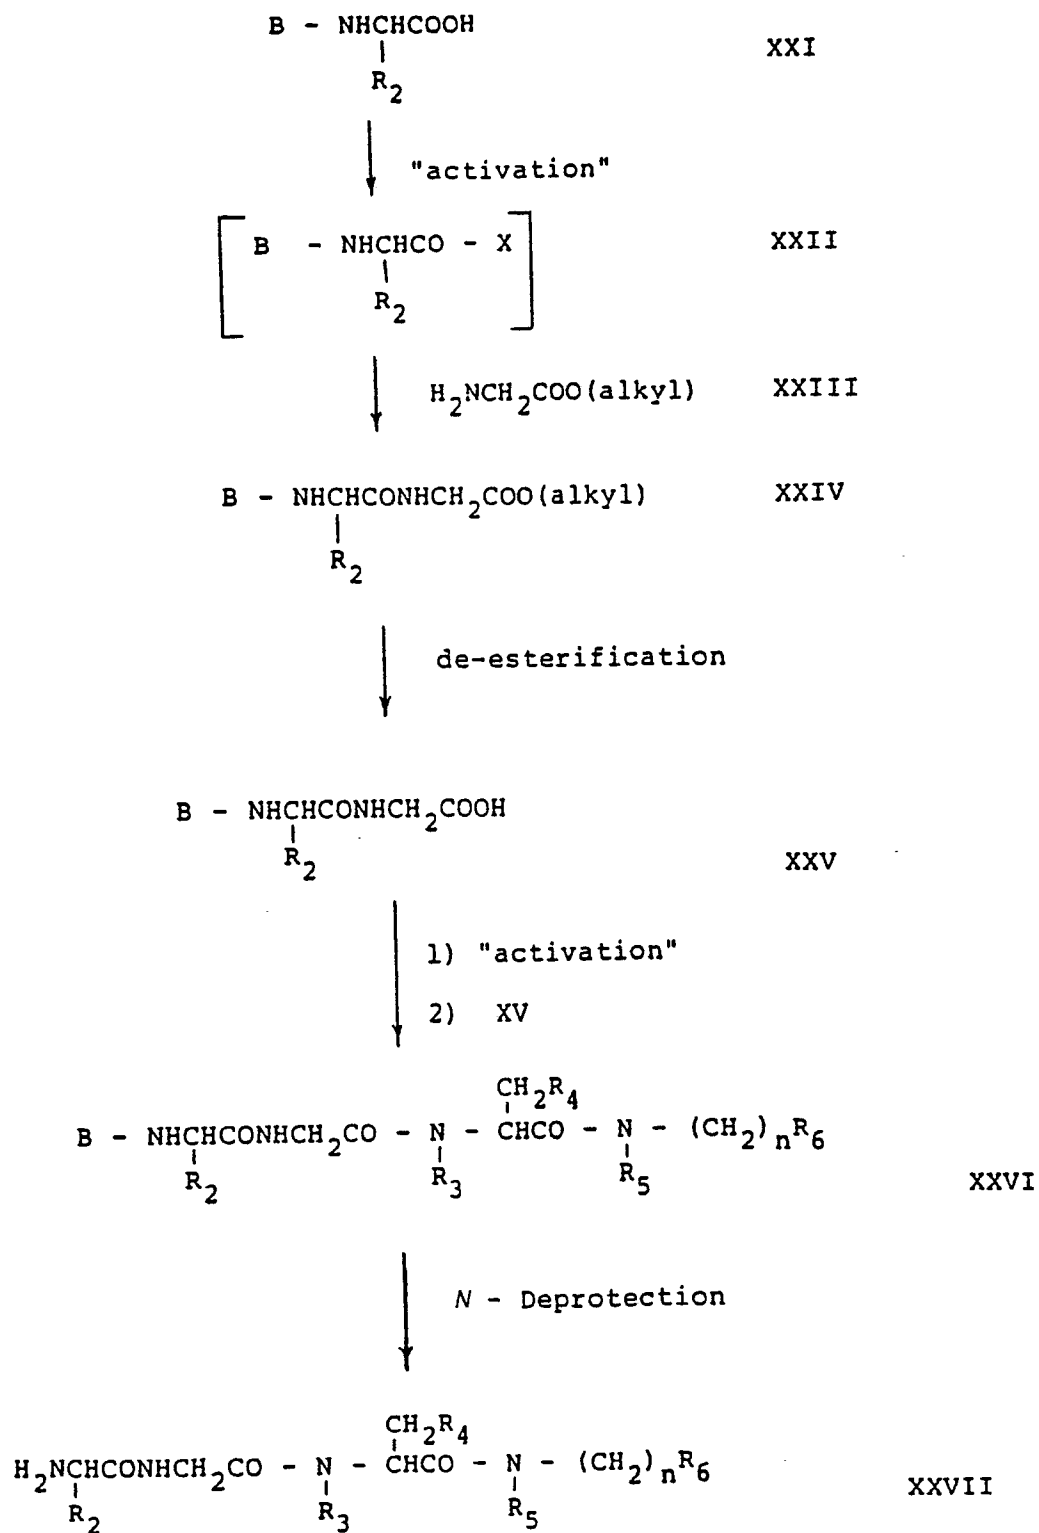 B - NHCHCOOH XXI
R2
"activation"
B - NHCHCO - X XXII
R2
H2NCH2COO(alkyl) XXIII
B - NHCHCONHCH2COO(alkyl) XXIV
R2
de-esterification
B - NHCHCONHCH2COOH
R2 XXV
1) "activation"
2) XV
CH2R4
B - NHCHCONHCH2CO - N - CHCO - N - (CH2)nR6
R2 R3 R5 XXVI
N - Deprotection
CH2R4
H2NCHCONHCH2CO - N - CHCO - N - (CH2)nR6
R2 R3 R5 XXVII